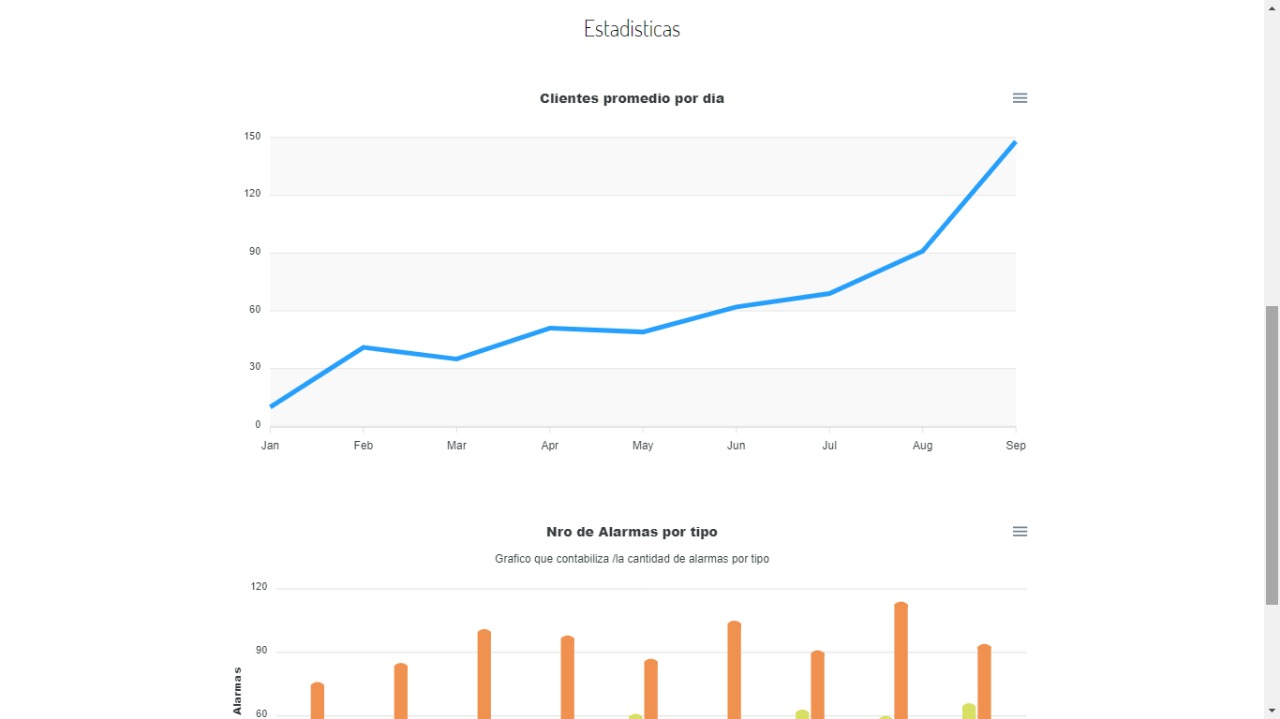 Estadisticas
Clientes promedio por dia
150
120
90
60
30
0
Jan Feb Mar Apr May Jun Jul Aug Sep
Nro de Alarmas por tipo
Grafico que contabiliza /la cantidad de alarmas por tipo
120
90
60
Alarmas